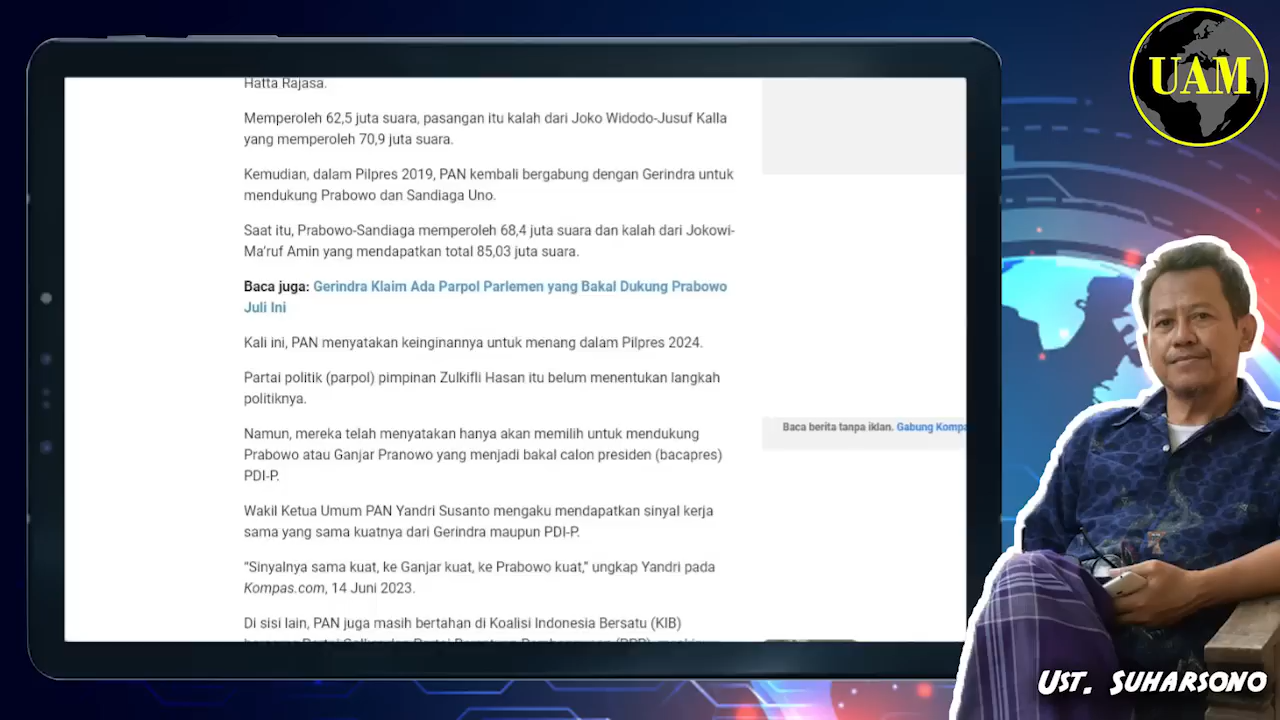 Hatta Rajasa.
Memperoleh 62,5 juta suara, pasangan itu kalah dari Joko Widodo-Jusuf Kalla
yang memperoleh 70,9 juta suara.
Kemudian, dalam Pilpres 2019, PAN kembali bergabung dengan Gerindra untuk
mendukung Prabowo dan Sandiaga Uno.
Saat itu, Prabowo-Sandiaga memperoleh 68,4 juta suara dan kalah dari Jokowi-
Ma'ruf Amin yang mendapatkan total 85,03 juta suara.
Baca juga: Gerindra Klaim Ada Parpol Parlemen yang Bakal Dukung Prabowo
Juli Ini
Kali ini, PAN menyatakan keinginannya untuk menang dalam Pilpres 2024.
Partai politik (parpol) pimpinan Zulkifli Hasan itu belum menentukan langkah
politiknya.
Namun, mereka telah menyatakan hanya akan memilih untuk mendukung
Prabowo atau Ganjar Pranowo yang menjadi bakal calon presiden (bacapres)
PDI-P.
Wakil Ketua Umum PAN Yandri Susanto mengaku mendapatkan sinyal kerja
sama yang sama kuatnya dari Gerindra maupun PDI-P.
“Sinyalnya sama kuat, ke Ganjar kuat, ke Prabowo kuat,” ungkap Yandri pada
Kompas.com, 14 Juni 2023.
Di sisi lain, PAN juga masih bertahan di Koalisi Indonesia Bersatu (KIB)
Baca berita tanpa iklan. Gabung Kompa
UAM
UST. SUHARSONO